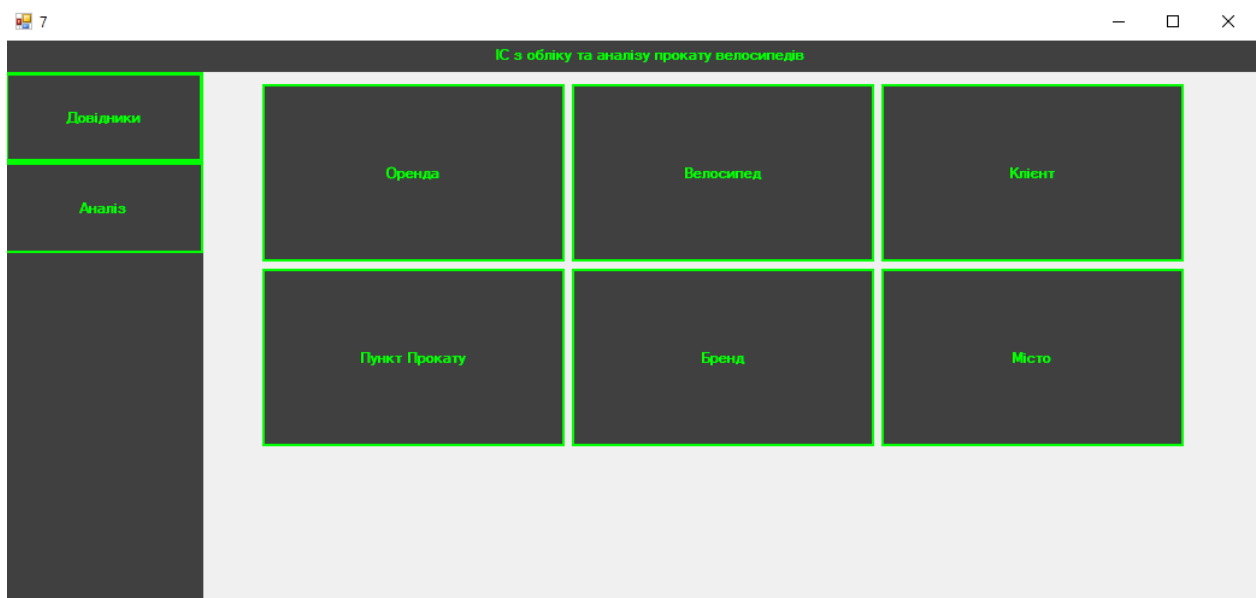 7
ІС з обліку та аналізу прокату велосипедів
Довідники
Аналіз
Оренда
Велосипед
Клієнт
Пункт Прокату
Бренд
Місто